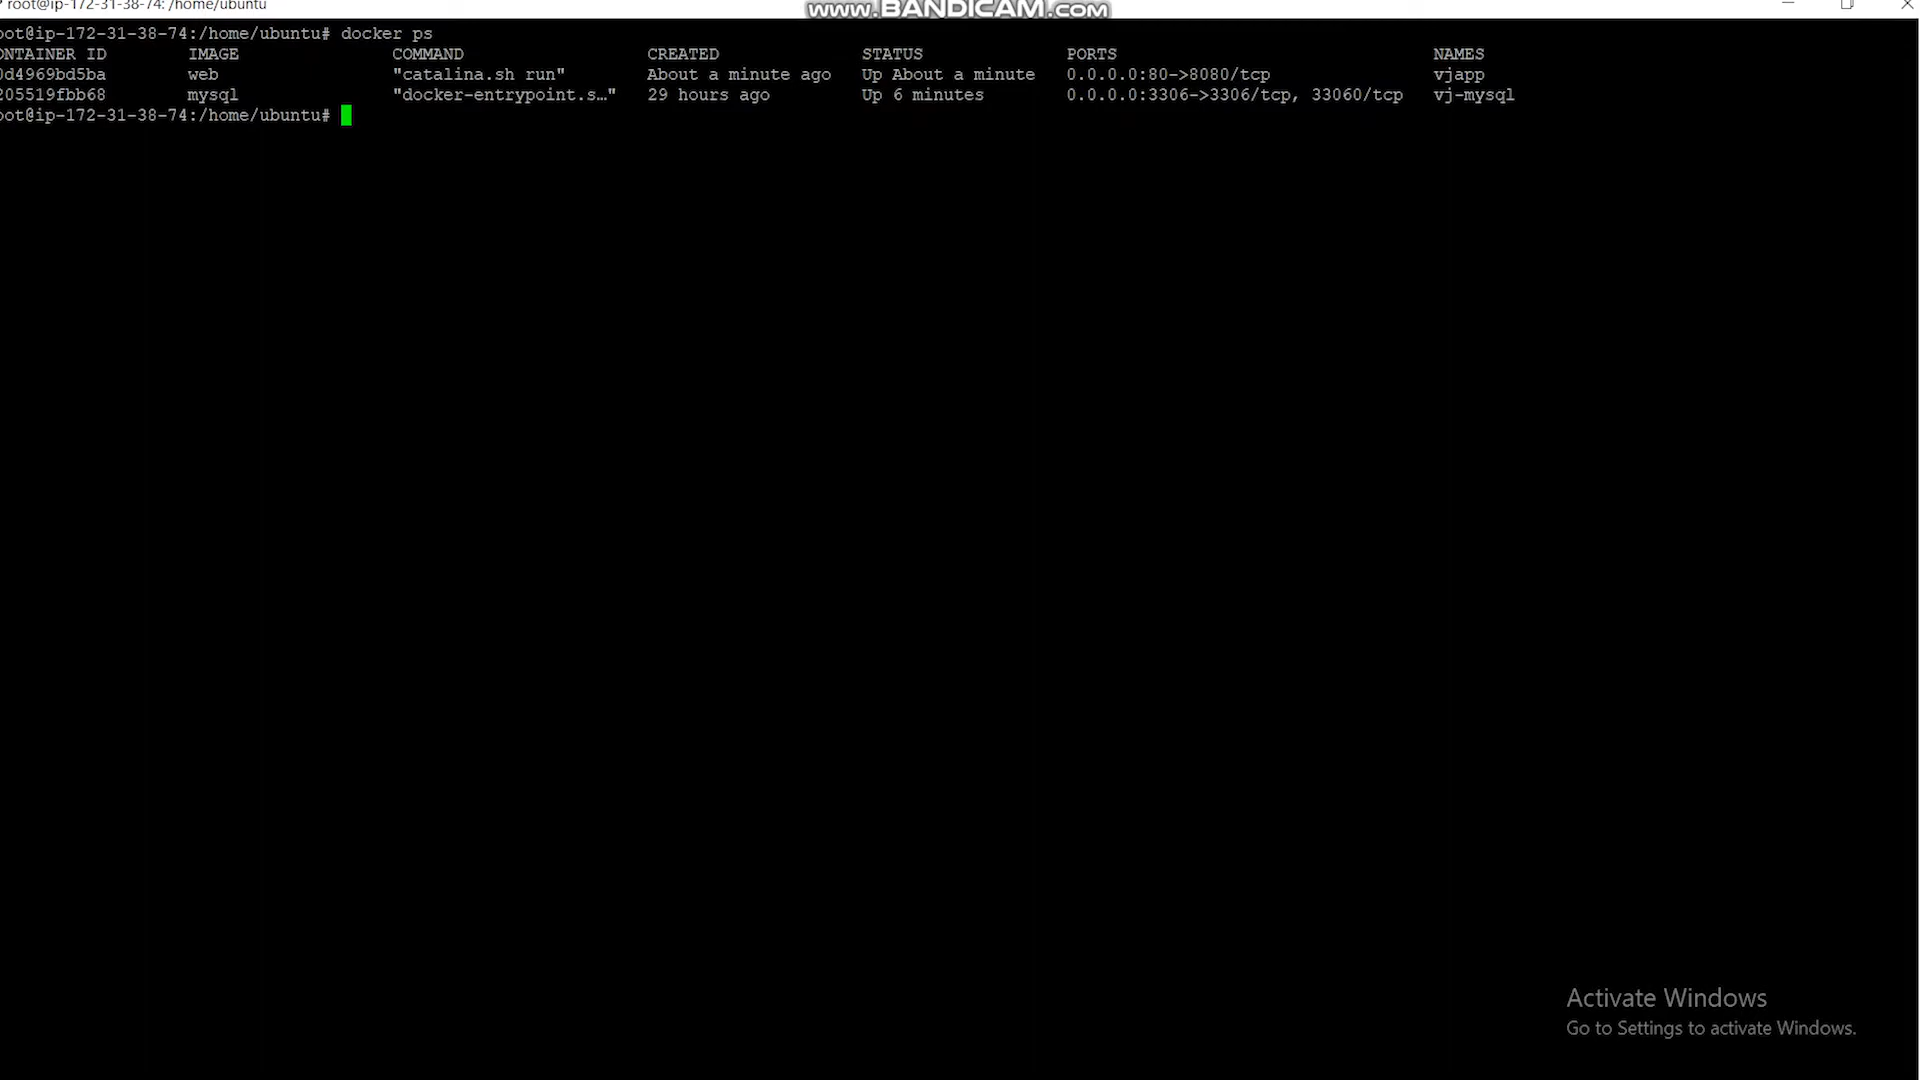 root@ip-172-31-38-74: /home/ubuntu
www.BANDICAM.com
oot@ip-172-31-38-74:/home/ubuntu# docker ps
ONTAINER ID IMAGE COMMAND CREATED STATUS PORTS NAMES
0d4969bd5ba web "catalina.sh run" About a minute ago Up About a minute 0.0.0.0:80->8080/tcp vjapp
205519fbb68 mysql "docker-entrypoint.s…" 29 hours ago Up 6 minutes 0.0.0.0:3306->3306/tcp, 33060/tcp vj-mysql
oot@ip-172-31-38-74:/home/ubuntu#
Activate Windows
Go to Settings to activate Windows.